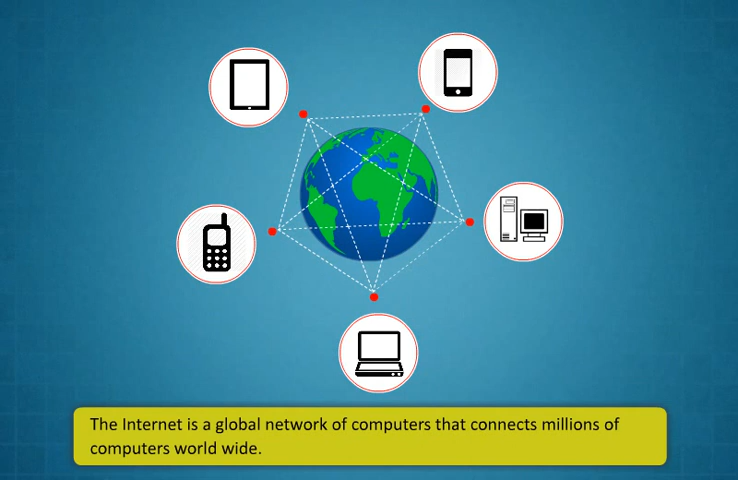 The Internet is a global network of computers that connects millions of
computers world wide.